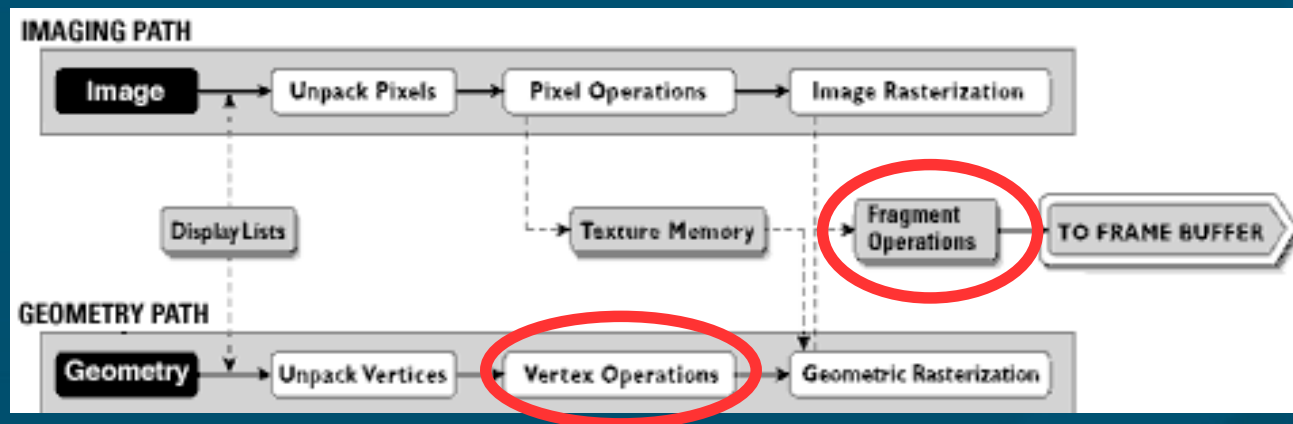 IMAGING PATH
Image
Unpack Pixels
Pixel Operations
Image Rasterization
Display Lists
Texture Memory
Fragment
Operations
TO FRAME BUFFER
GEOMETRY PATH
Geometry
Unpack Vertices
Vertex Operations
Geometric Rasterization